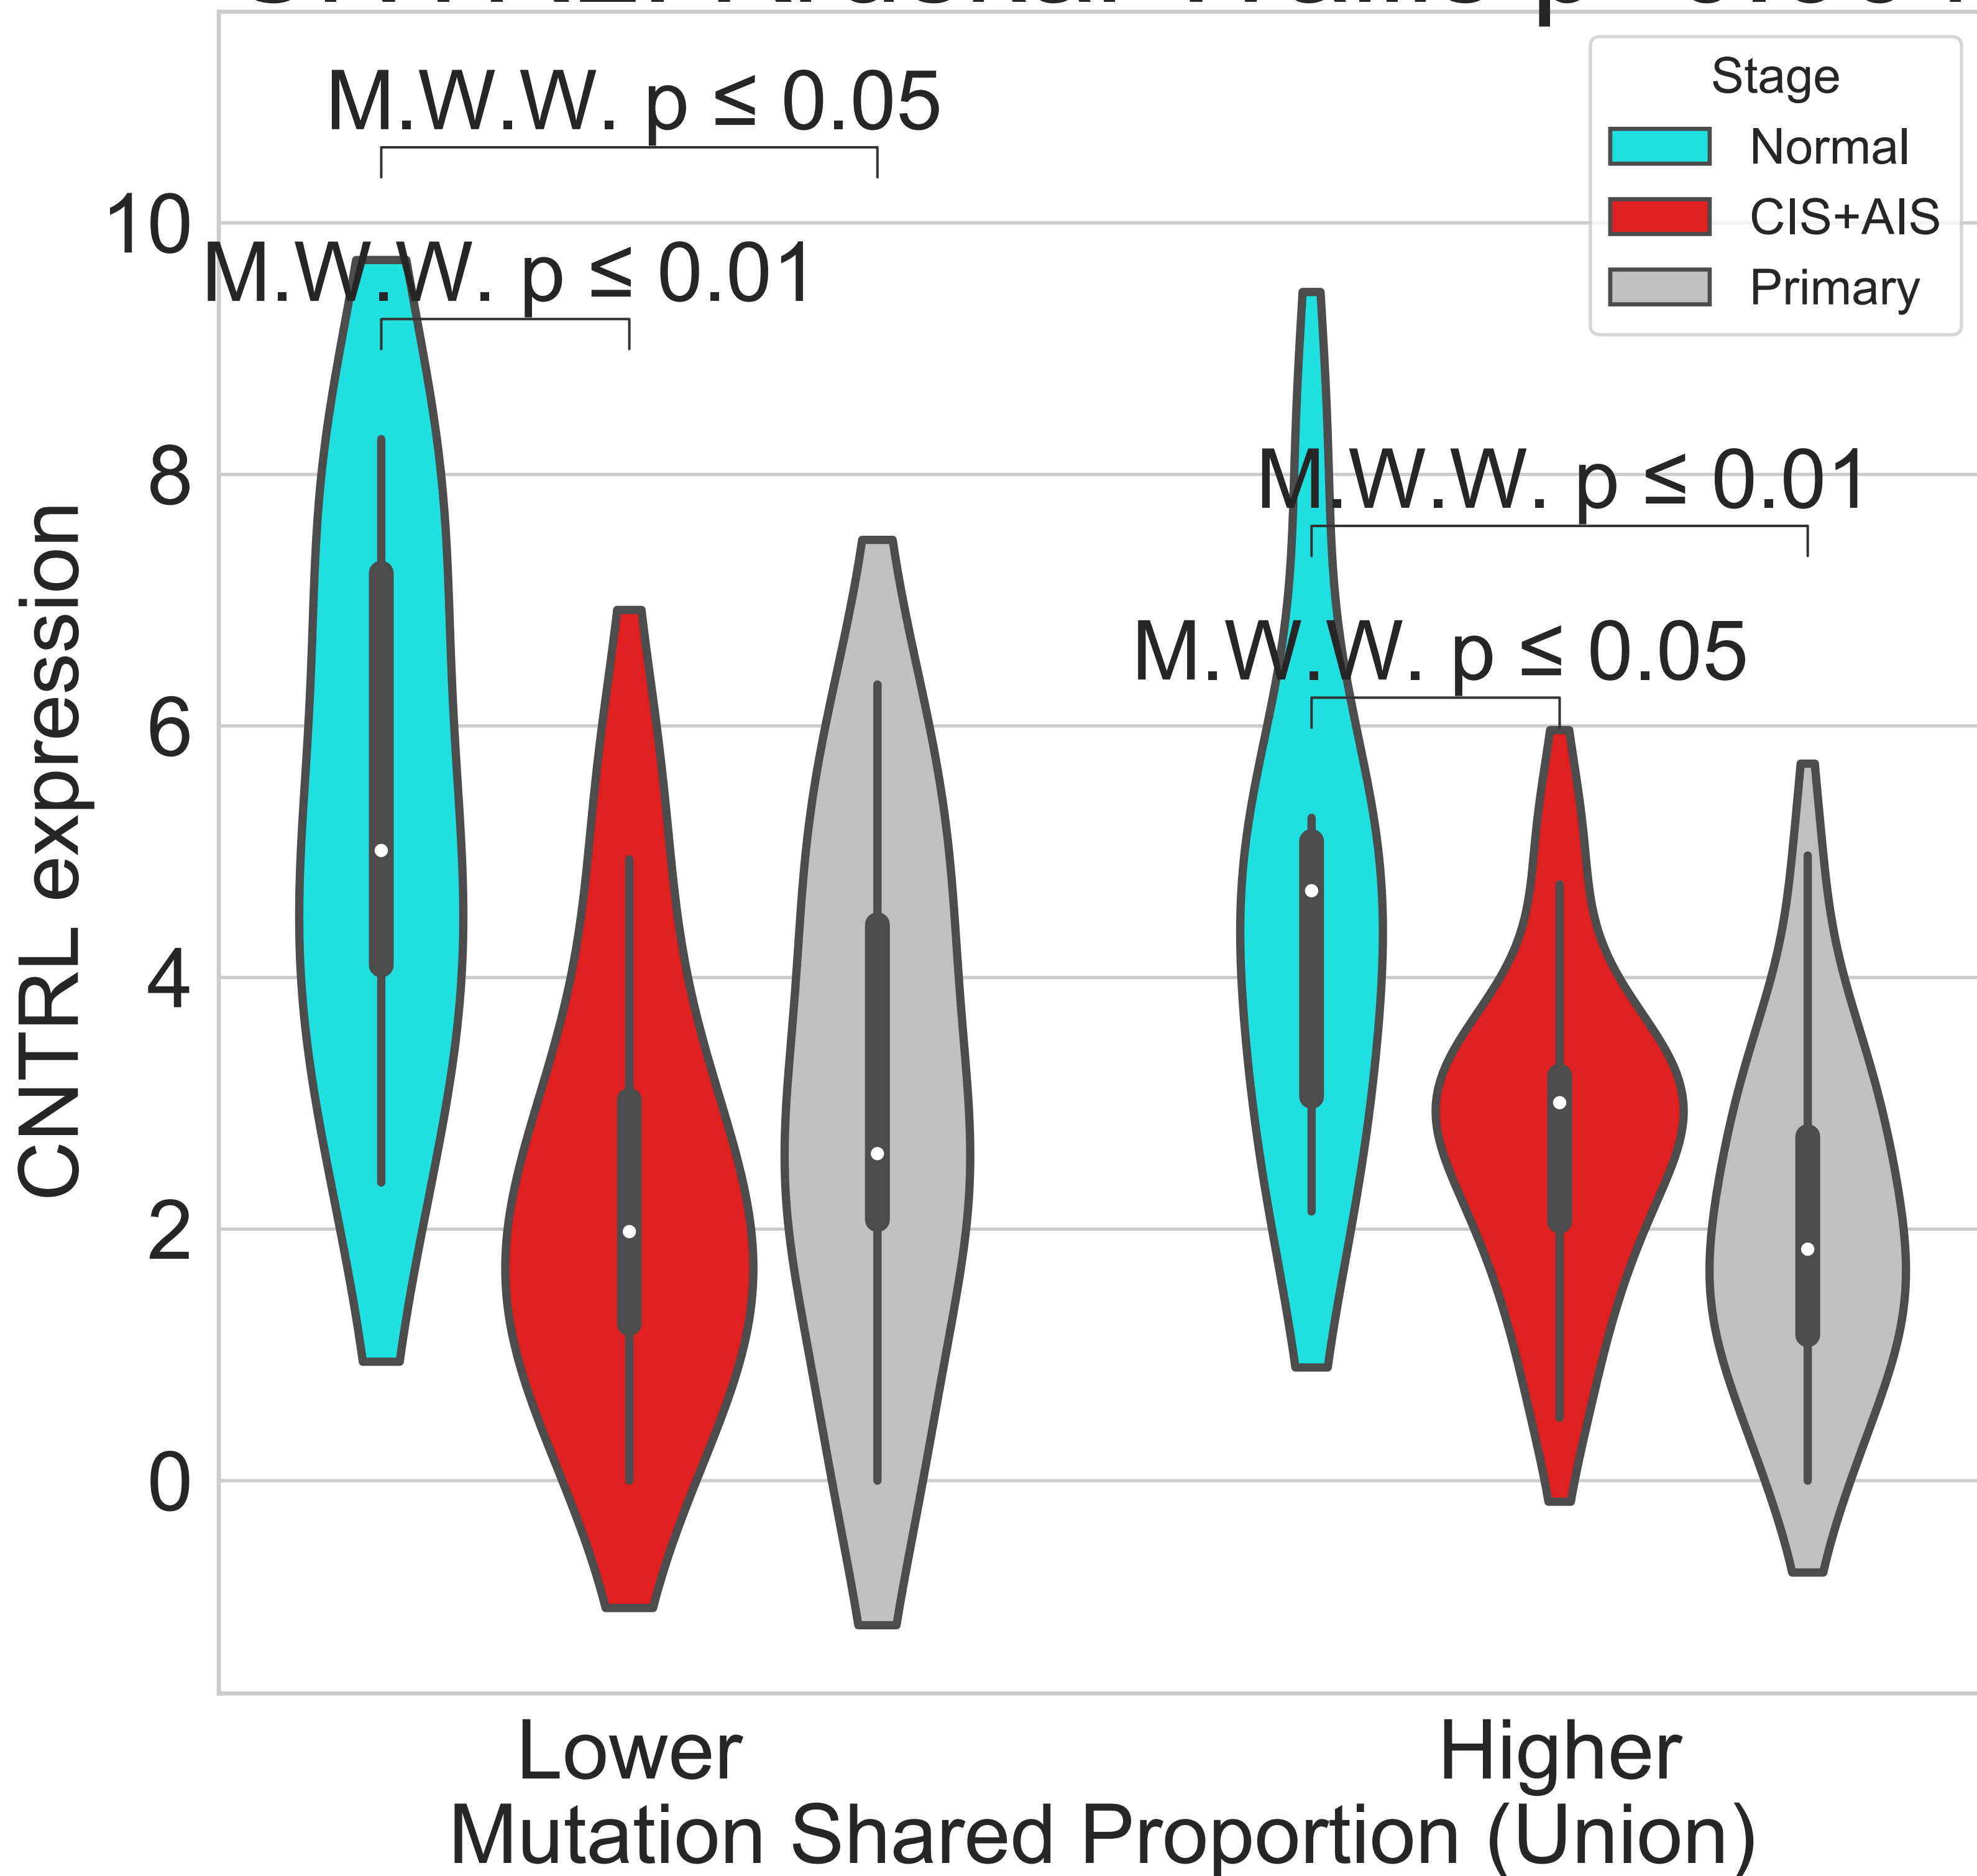 M.W.W. p ≤ 0.05
M.W.W. p ≤ 0.01
M.W.W. p ≤ 0.01
M.W.W. p ≤ 0.05
Stage
Normal
CIS+AIS
Primary
CNTRL expression
10
8
6
4
2
0
Lower
Higher
Mutation Shared Proportion (Union)